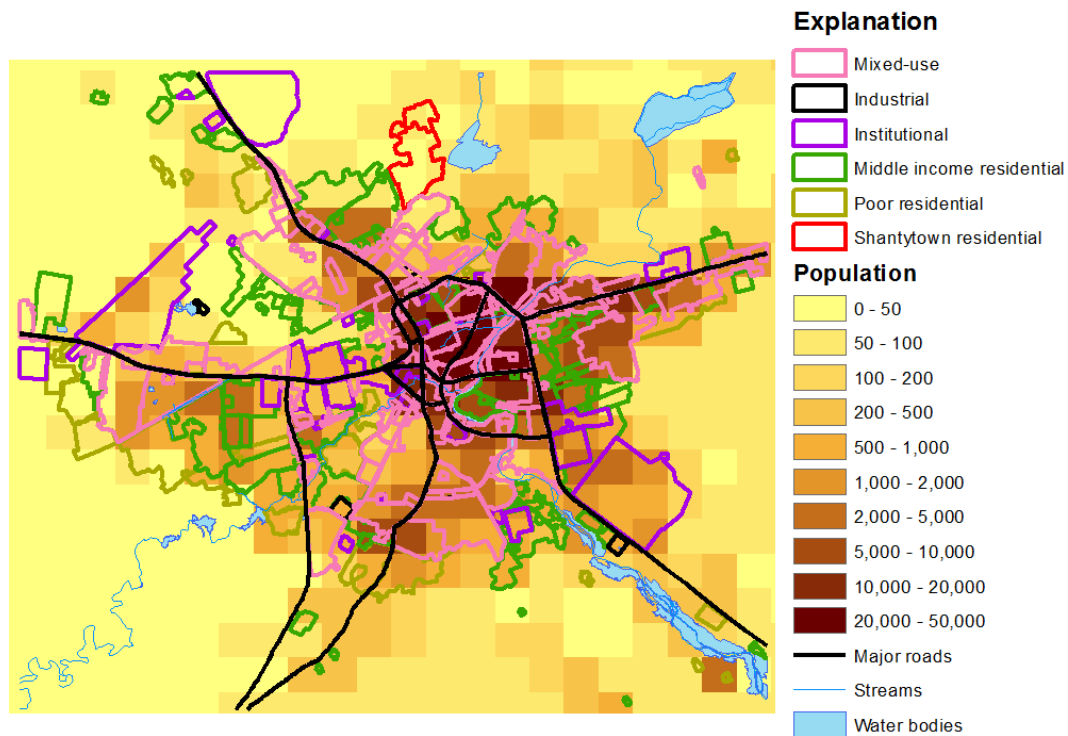 Explanation
Mixed-use
Industrial
Institutional
Middle income residential
Poor residential
Shantytown residential
Population
0 - 50
50 - 100
100 - 200
200 - 500
500 - 1,000
1,000 - 2,000
2,000 - 5,000
5,000 - 10,000
10,000 - 20,000
20,000 - 50,000
Major roads
Streams
Water bodies